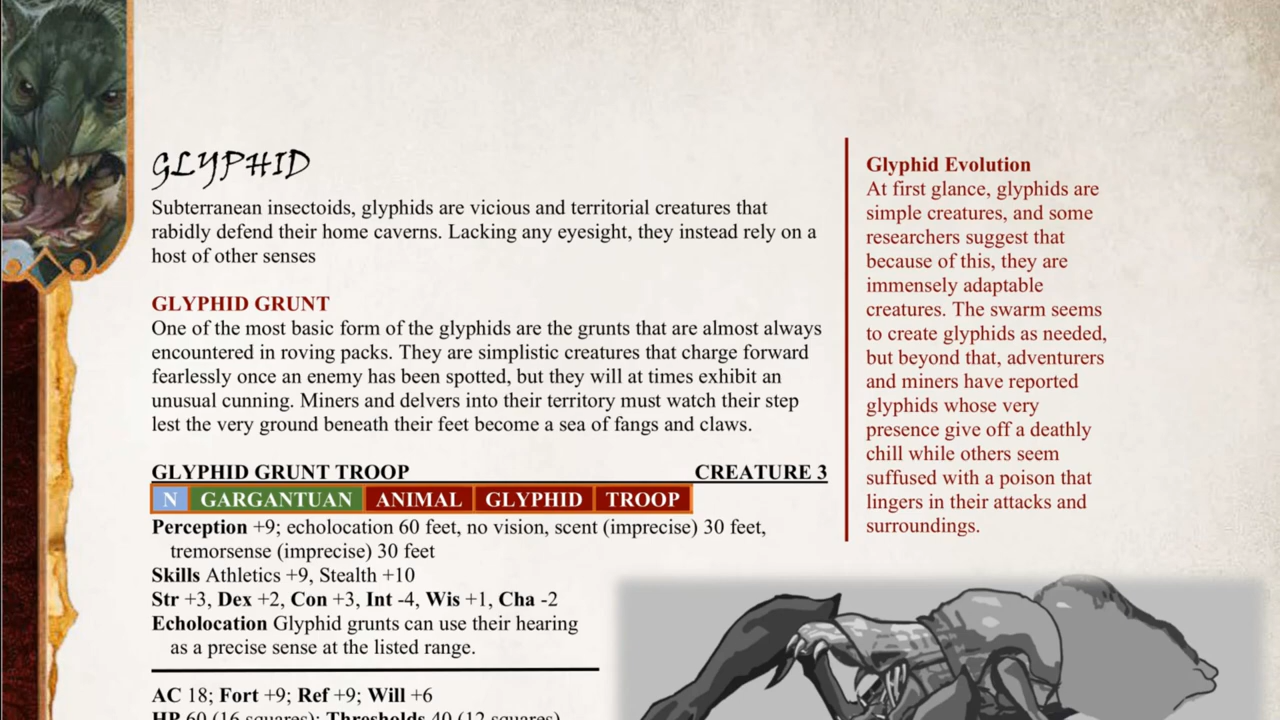 GLYPHID
Subterranean insectoids, glyphids are vicious and territorial creatures that
rabidly defend their home caverns. Lacking any eyesight, they instead rely on a
host of other senses
GLYPHID GRUNT
One of the most basic form of the glyphids are the grunts that are almost always
encountered in roving packs. They are simplistic creatures that charge forward
fearlessly once an enemy has been spotted, but they will at times exhibit an
unusual cunning. Miners and delvers into their territory must watch their step
lest the very ground beneath their feet become a sea of fangs and claws.
GLYPHID GRUNT TROOP CREATURE 3
N GARGANTUAN ANIMAL GLYPHID TROOP
Perception +9; echolocation 60 feet, no vision, scent (imprecise) 30 feet,
tremorsense (imprecise) 30 feet
Skills Athletics +9, Stealth +10
Str +3, Dex +2, Con +3, Int -4, Wis +1, Cha -2
Echolocation Glyphid grunts can use their hearing
as a precise sense at the listed range.
AC 18; Fort +9; Ref +9; Will +6
HP 60 (16 squares); Thresholds 40 (12 squares)
Glyphid Evolution
At first glance, glyphids are
simple creatures, and some
researchers suggest that
because of this, they are
immensely adaptable
creatures. The swarm seems
to create glyphids as needed,
but beyond that, adventurers
and miners have reported
glyphids whose very
presence give off a deathly
chill while others seem
suffused with a poison that
lingers in their attacks and
surroundings.